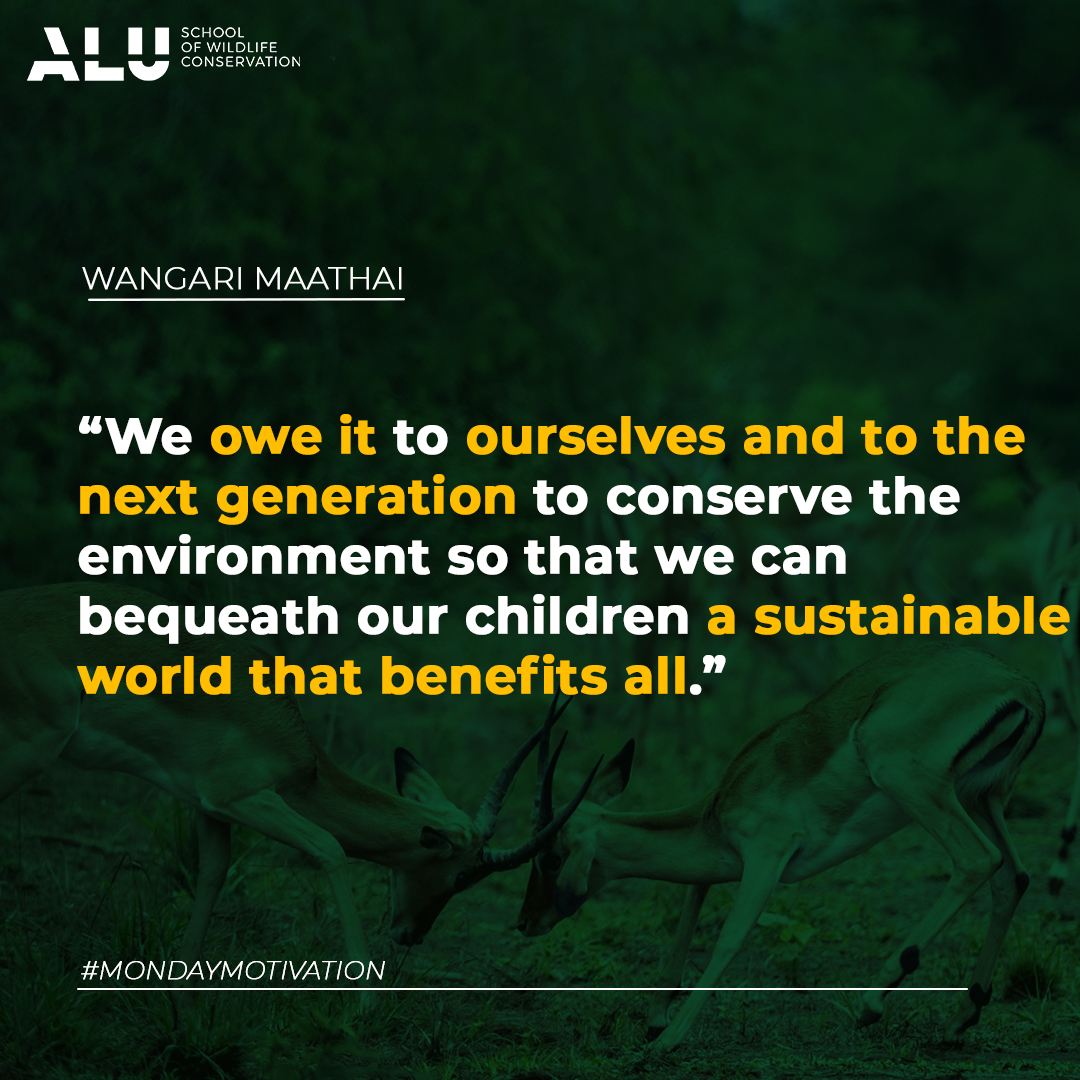 ALU
SCHOOL
OF WILDLIFE
CONSERVATION
WANGARI MAATHAI
“We owe it to ourselves and to the
next generation to conserve the
environment so that we can
bequeath our children a sustainable
world that benefits all.”
#MONDAYMOTIVATION